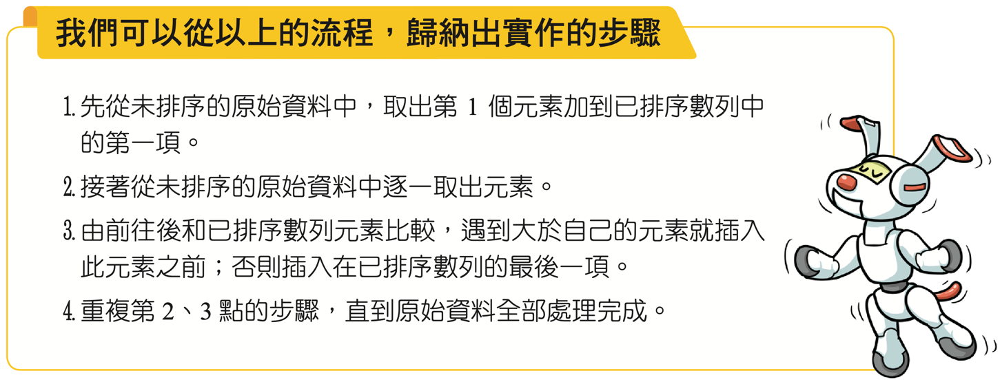 我們可以從以上的流程，歸納出實作的步驟
1. 先從未排序的原始資料中，取出第 1 個元素加到已排序數列中
的第一項。
2. 接著從未排序的原始資料中逐一取出元素。
3. 由前往後和已排序數列元素比較，遇到大於自己的元素就插入
此元素之前；否則插入在已排序數列的最後一項。
4. 重複第 2、3 點的步驟，直到原始資料全部處理完成。